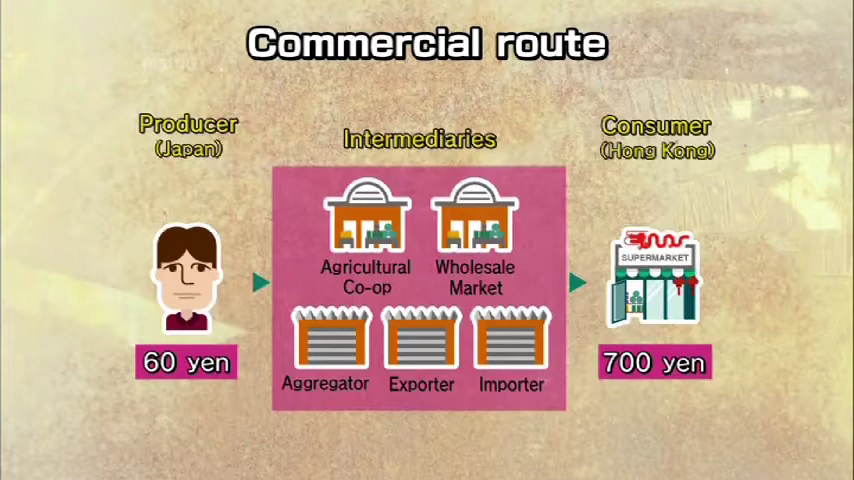 Commercial route
Producer
(Japan)
Intermediaries
Consumer
(Hong Kong)
Agricultural
Co-op
Wholesale
Market
SUPERMARKET
60 yen
700 yen
Aggregator
Exporter
Importer